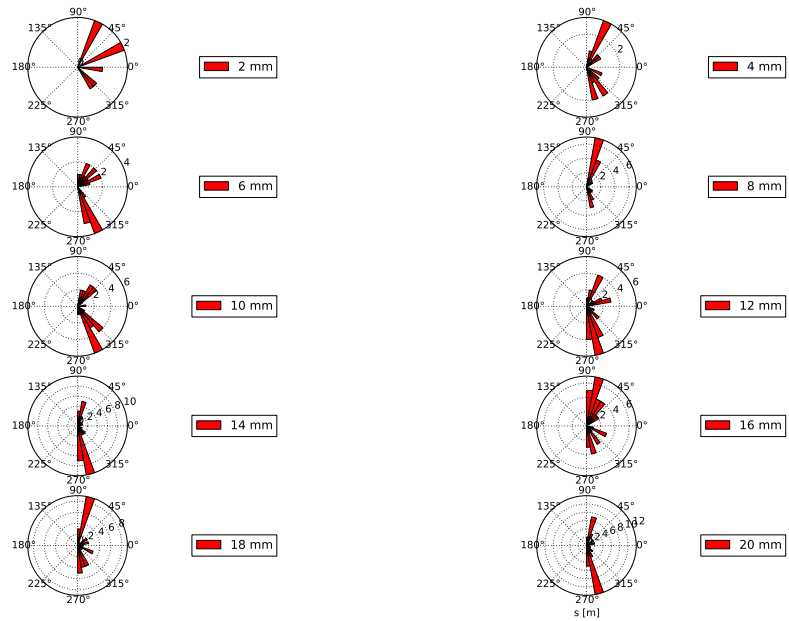 90° 90°
135° 45° 135° 45°
2 2
180° 0° 2 mm 180° 0° 4 mm
225° 315° 225° 315°
270° 270°
90° 90°
135° 45° 135° 45°
2 4 2 4 6
180° 0° 6 mm 180° 0° 8 mm
225° 315° 225° 315°
270° 270°
90° 90°
135° 45° 135° 45°
2 4 6 2 4 6
180° 0° 10 mm 180° 0° 12 mm
225° 315° 225° 315°
270° 270°
90° 90°
135° 45° 135° 45°
2 4 6 8 10 2 4 6
180° 0° 14 mm 180° 0° 16 mm
225° 315° 225° 315°
270° 270°
90° 90°
135° 45° 135° 45°
2 4 6 8 2 4 6 8 10 12
180° 0° 18 mm 180° 0° 20 mm
225° 315° 225° 315°
270° 270°
s [m]